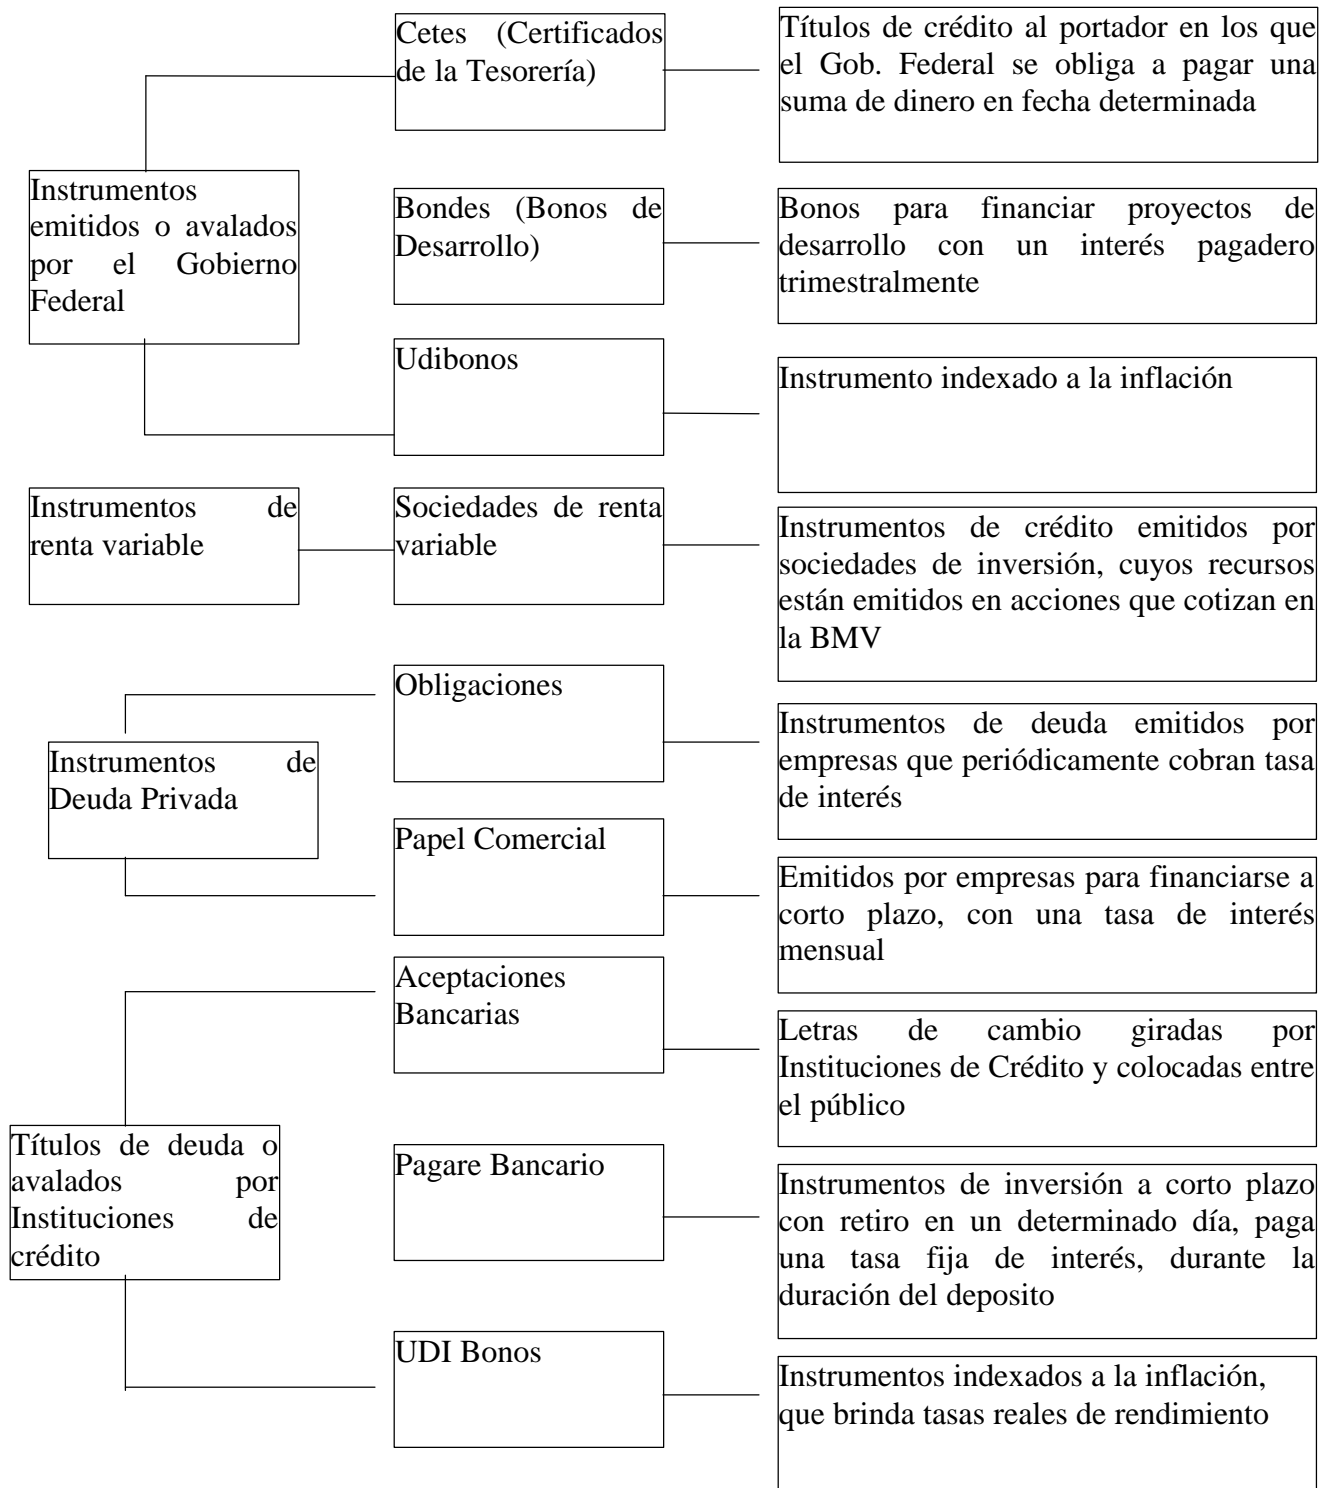 Cetes (Certificados
de la Tesorería)
Títulos de crédito al portador en los que
el Gob. Federal se obliga a pagar una
suma de dinero en fecha determinada
Instrumentos
emitidos o avalados
por el Gobierno
Federal
Bondes (Bonos de
Desarrollo)
Bonos para financiar proyectos de
desarrollo con un interés pagadero
trimestralmente
Udibonos
Instrumento indexado a la inflación
Instrumentos de
renta variable
Sociedades de renta
variable
Instrumentos de crédito emitidos por
sociedades de inversión, cuyos recursos
están emitidos en acciones que cotizan en
la BMV
Obligaciones
Instrumentos de deuda emitidos por
empresas que periódicamente cobran tasa
de interés
Instrumentos de
Deuda Privada
Papel Comercial
Emitidos por empresas para financiarse a
corto plazo, con una tasa de interés
mensual
Aceptaciones
Bancarias
Letras de cambio giradas por
Instituciones de Crédito y colocadas entre
el público
Títulos de deuda o
avalados por
Instituciones de
crédito
Pagare Bancario
Instrumentos de inversión a corto plazo
con retiro en un determinado día, paga
una tasa fija de interés, durante la
duración del deposito
UDI Bonos
Instrumentos indexados a la inflación,
que brinda tasas reales de rendimiento